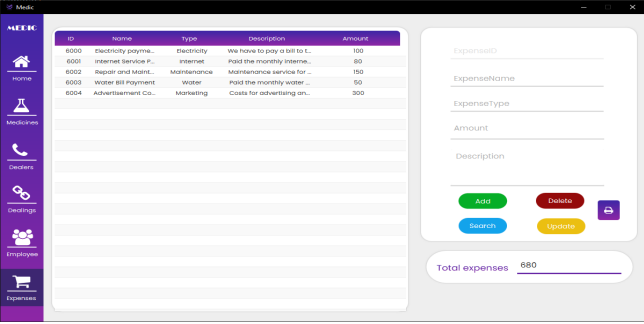 Medic
MEDIC
Home
Medicines
Dealers
Dealings
Employee
Expenses
ID Name Type Description Amount
6000 Electricity payme... Electricity We have to pay a bill to t... 100
6001 Internet Service P... Internet Paid the monthly interne... 80
6002 Repair and Maint... Maintenance Maintenance service for ... 150
6003 Water Bill Payment Water Paid the monthly water ... 50
6004 Advertisement Co... Marketing Costs for advertising an... 300
ExpenseID
ExpenseName
ExpenseType
Amount
Description
Add Delete
Search Update
Total expenses 680